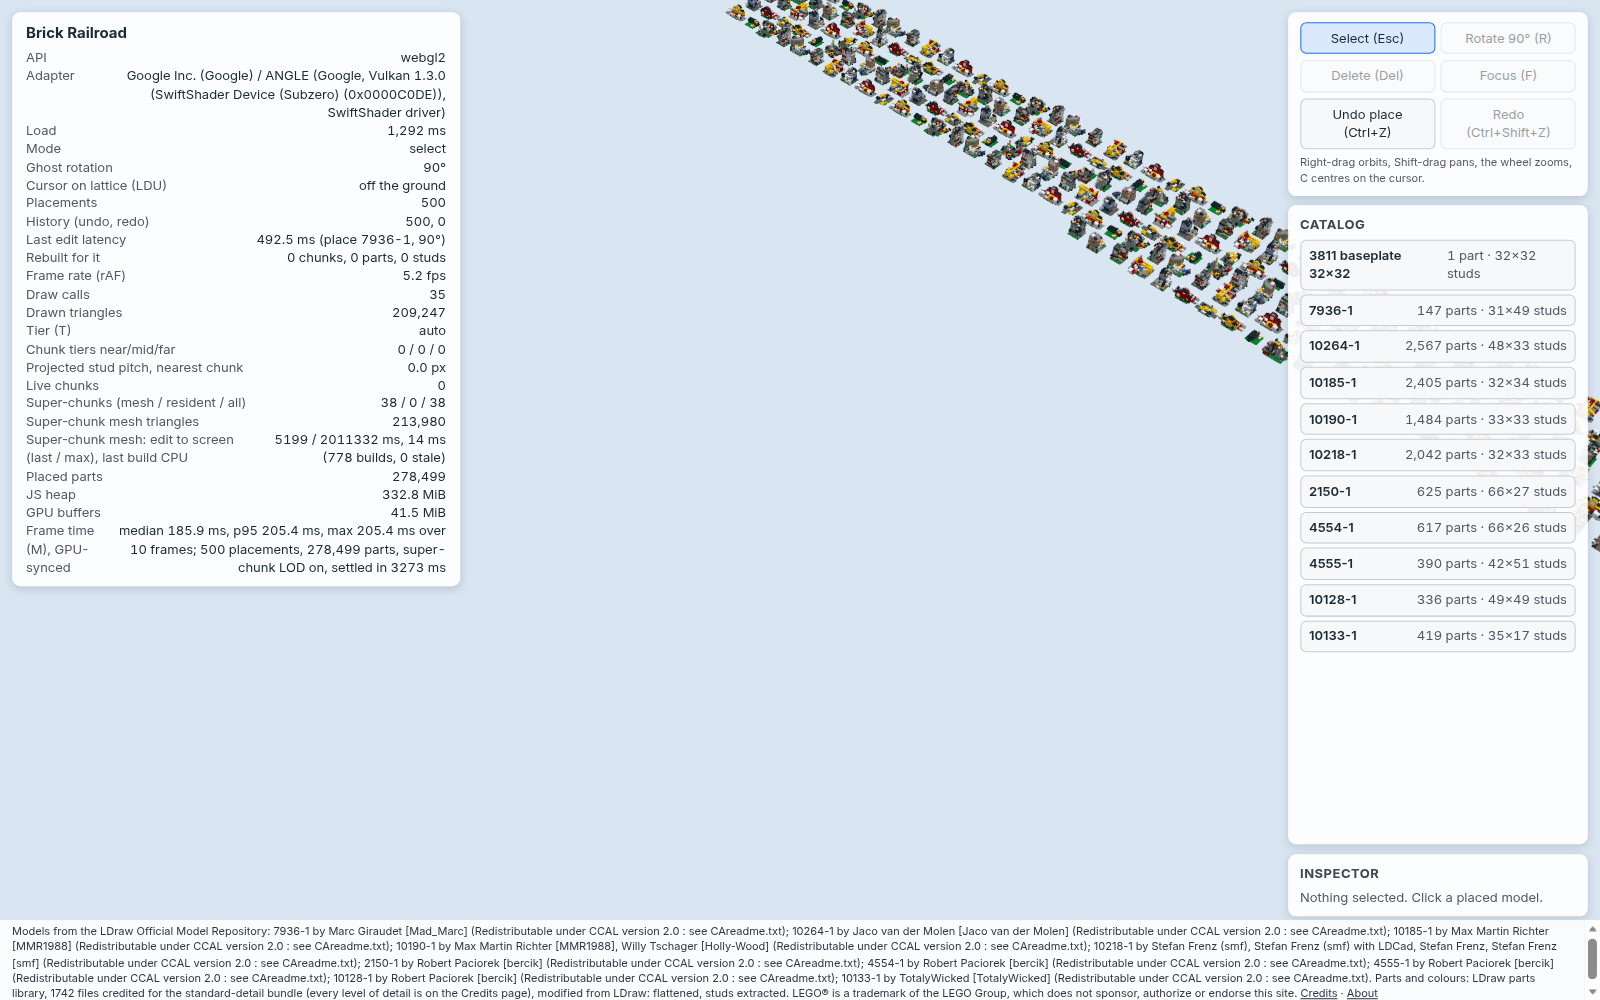 Brick Railroad
API webgl2
Adapter Google Inc. (Google) / ANGLE (Google, Vulkan 1.3.0
(SwiftShader Device (Subzero) (0x0000C0DE)),
SwiftShader driver)
Load 1,292 ms
Mode select
Ghost rotation 90°
Cursor on lattice (LDU) off the ground
Placements 500
History (undo, redo) 500, 0
Last edit latency 492.5 ms (place 7936-1, 90°)
Rebuilt for it 0 chunks, 0 parts, 0 studs
Frame rate (rAF) 5.2 fps
Draw calls 35
Drawn triangles 209,247
Tier (T) auto
Chunk tiers near/mid/far 0 / 0 / 0
Projected stud pitch, nearest chunk 0.0 px
Live chunks 0
Super-chunks (mesh / resident / all) 38 / 0 / 38
Super-chunk mesh triangles 213,980
Super-chunk mesh: edit to screen 5199 / 2011332 ms, 14 ms
(last / max), last build CPU (778 builds, 0 stale)
Placed parts 278,499
JS heap 332.8 MiB
GPU buffers 41.5 MiB
Frame time median 185.9 ms, p95 205.4 ms, max 205.4 ms over
(M), GPU- 10 frames; 500 placements, 278,499 parts, super-
synced chunk LOD on, settled in 3273 ms
Select (Esc) Rotate 90° (R)
Delete (Del) Focus (F)
Undo place Redo
(Ctrl+Z) (Ctrl+Shift+Z)
Right-drag orbits, Shift-drag pans, the wheel zooms,
C centres on the cursor.
CATALOG
3811 baseplate 1 part · 32×32
32×32 studs
7936-1 147 parts · 31×49 studs
10264-1 2,567 parts · 48×33 studs
10185-1 2,405 parts · 32×34 studs
10190-1 1,484 parts · 33×33 studs
10218-1 2,042 parts · 32×33 studs
2150-1 625 parts · 66×27 studs
4554-1 617 parts · 66×26 studs
4555-1 390 parts · 42×51 studs
10128-1 336 parts · 49×49 studs
10133-1 419 parts · 35×17 studs
INSPECTOR
Nothing selected. Click a placed model.
Models from the LDraw Official Model Repository: 7936-1 by Marc Giraudet [Mad_Marc] (Redistributable under CCAL version 2.0 : see CAreadme.txt); 10264-1 by Jaco van der Molen [Jaco van der Molen] (Redistributable under CCAL version 2.0 : see CAreadme.txt); 10185-1 by Max Martin Richter
[MMR1988] (Redistributable under CCAL version 2.0 : see CAreadme.txt); 10190-1 by Max Martin Richter [MMR1988], Willy Tschager [Holly-Wood] (Redistributable under CCAL version 2.0 : see CAreadme.txt); 10218-1 by Stefan Frenz (smf), Stefan Frenz (smf) with LDCad, Stefan Frenz, Stefan Frenz
[smf] (Redistributable under CCAL version 2.0 : see CAreadme.txt); 2150-1 by Robert Paciorek [bercik] (Redistributable under CCAL version 2.0 : see CAreadme.txt); 4554-1 by Robert Paciorek [bercik] (Redistributable under CCAL version 2.0 : see CAreadme.txt); 4555-1 by Robert Paciorek [bercik]
(Redistributable under CCAL version 2.0 : see CAreadme.txt); 10128-1 by Robert Paciorek [bercik] (Redistributable under CCAL version 2.0 : see CAreadme.txt); 10133-1 by TotalyWicked [TotalyWicked] (Redistributable under CCAL version 2.0 : see CAreadme.txt). Parts and colours: LDraw parts
library, 1742 files credited for the standard-detail bundle (every level of detail is on the Credits page), modified from LDraw: flattened, studs extracted. LEGO® is a trademark of the LEGO Group, which does not sponsor, authorize or endorse this site. Credits · About